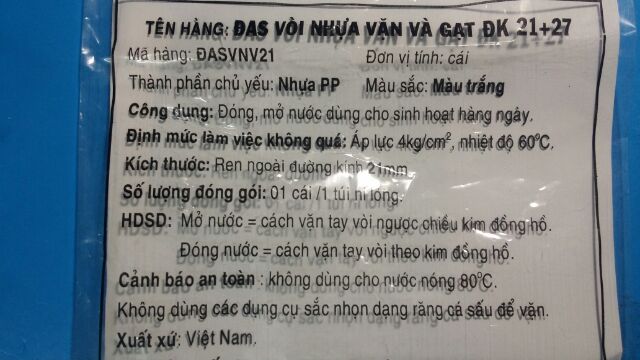 TÊN HÀNG: ĐAS VÒI NHỰA VĂN VÀ GAT ĐK 21+27
Mã hàng: ĐASVNV21 Đơn vị tính: cái
Thành phần chủ yếu: Nhựa PP Màu sắc: Màu trắng
Công dụng: Đóng, mở nước dùng cho sinh hoạt hàng ngày.
Định mức làm việc không quá: Áp lực 4kg/cm², nhiệt độ 60ºC.
Kích thước: Ren ngoài đường kính 21mm.
Số lượng đóng gói: 01 cái /1 túi ni lông.
HDSD: Mở nước = cách vặn tay vòi ngược chiều kim đồng hồ.
Đóng nước = cách vặn tay vòi theo kim đồng hồ.
Cảnh báo an toàn : không dùng cho nước nóng 80ºC.
Không dùng các dụng cụ sắc nhọn dạng răng cá sấu để vặn.
Xuất xứ: Việt Nam.